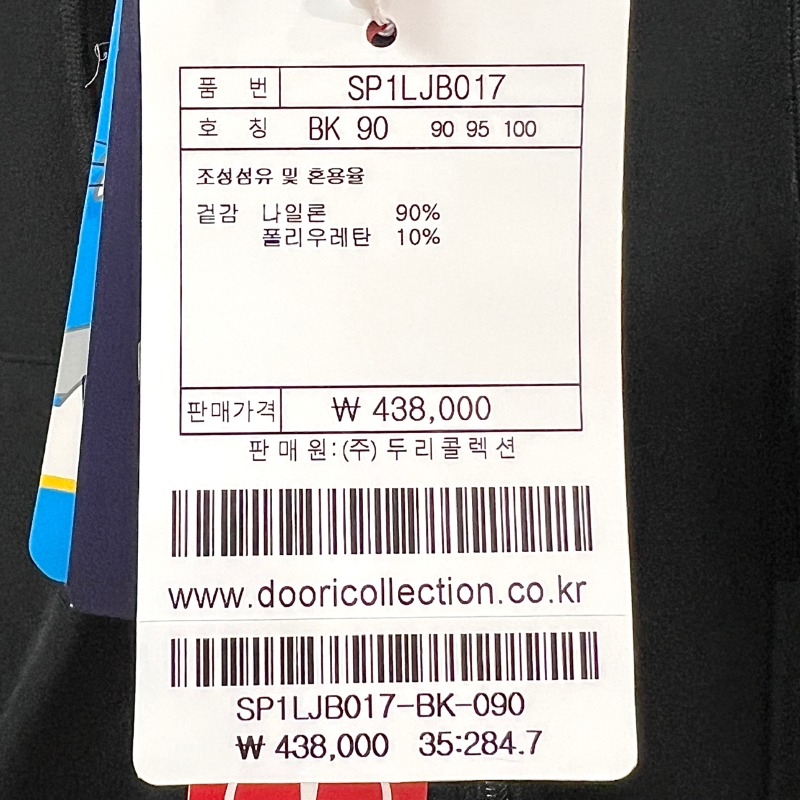 품 번 SP1LJB017
호 칭 BK 90 90 95 100
조성섬유 및 혼용율
겉감 나일론 90%
폴리우레탄 10%
판매가격 ₩ 438,000
판 매 원:(주) 두리콜렉션
www.dooricollection.co.kr
SP1LJB017-BK-090
₩ 438,000 35:284.7